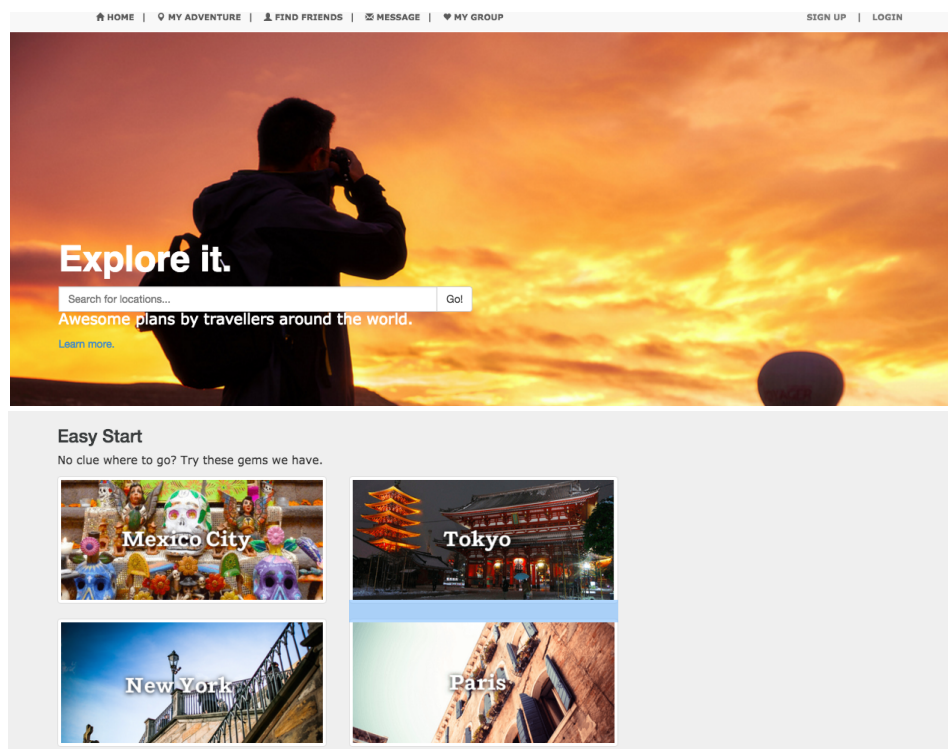 HOME | MY ADVENTURE | FIND FRIENDS | MESSAGE | MY GROUP SIGN UP | LOGIN
Explore it.
Search for locations... Go!
Awesome plans by travellers around the world.
Learn more.
Easy Start
No clue where to go? Try these gems we have.
Mexico City Tokyo
New York Paris